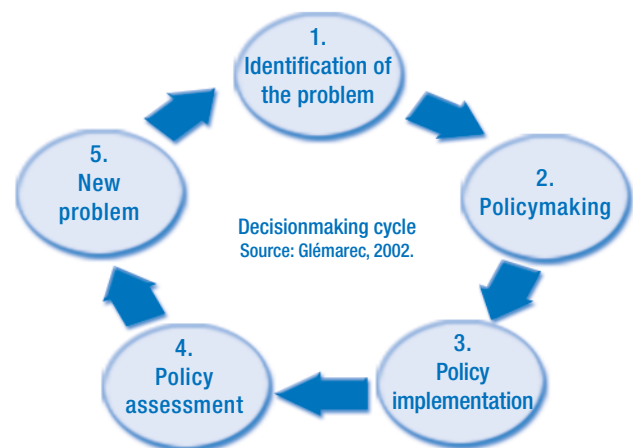 1.
Identification of
the problem
2.
Policymaking
3.
Policy
implementation
4.
Policy
assessment
5.
New
problem
Decisionmaking cycle
Source: Glémarec, 2002.